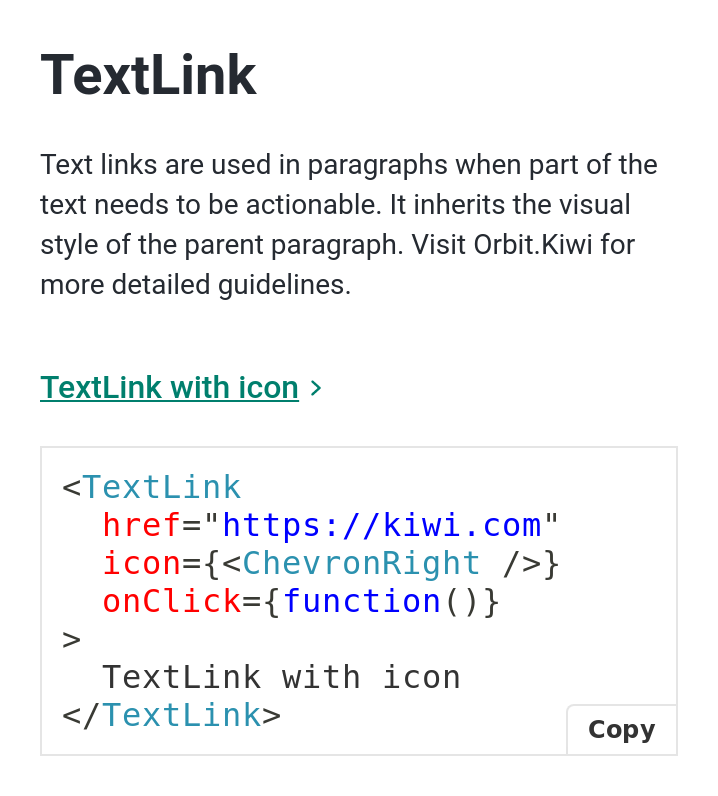 TextLink
Text links are used in paragraphs when part of the
text needs to be actionable. It inherits the visual
style of the parent paragraph. Visit Orbit.Kiwi for
more detailed guidelines.
TextLink with icon
<TextLink
  href="https://kiwi.com"
  icon={<ChevronRight />}
  onClick={function()}
>
  TextLink with icon
</TextLink>
Copy